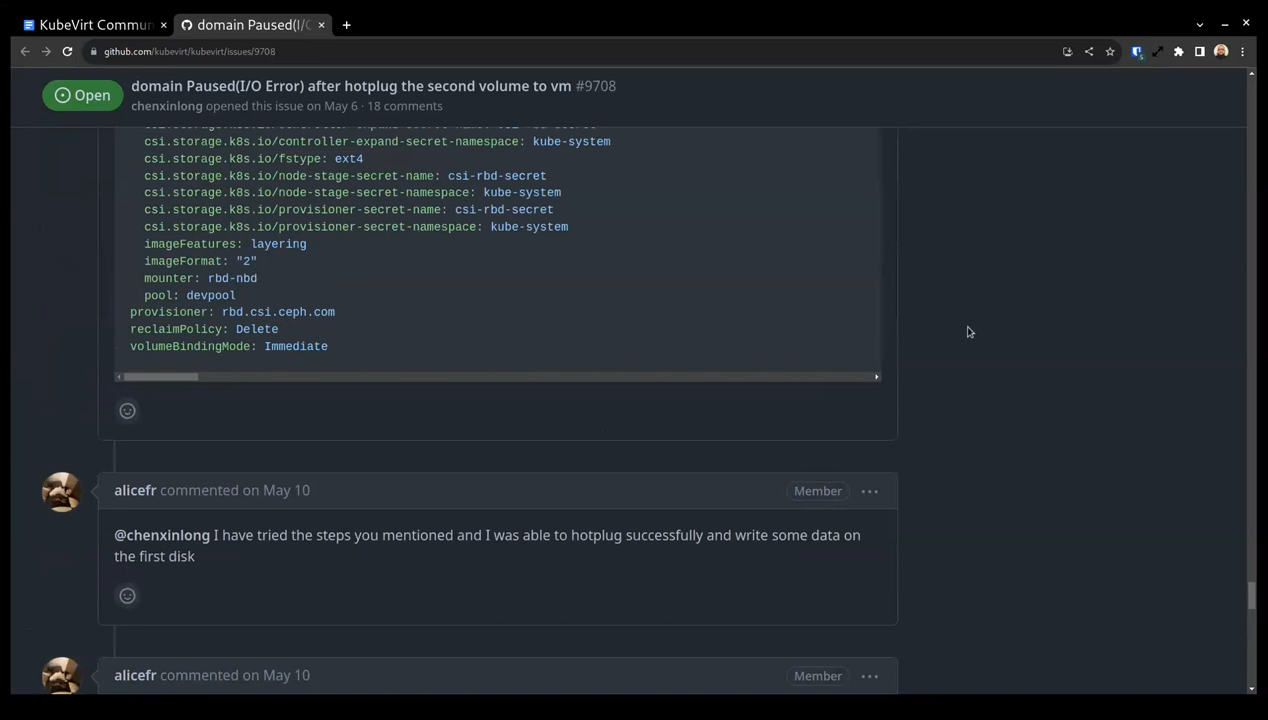 KubeVirt Commun
domain Paused(I/O
github.com/kubevirt/kubevirt/issues/9708
Open
domain Paused(I/O Error) after hotplug the second volume to vm #9708
chenxinlong opened this issue on May 6 · 18 comments
csi.storage.k8s.io/controller-expand-secret-namespace: kube-system
csi.storage.k8s.io/fstype: ext4
csi.storage.k8s.io/node-stage-secret-name: csi-rbd-secret
csi.storage.k8s.io/node-stage-secret-namespace: kube-system
csi.storage.k8s.io/provisioner-secret-name: csi-rbd-secret
csi.storage.k8s.io/provisioner-secret-namespace: kube-system
imageFeatures: layering
imageFormat: "2"
mounter: rbd-nbd
pool: devpool
provisioner: rbd.csi.ceph.com
reclaimPolicy: Delete
volumeBindingMode: Immediate
alicefr commented on May 10
Member
@chenxinlong I have tried the steps you mentioned and I was able to hotplug successfully and write some data on
the first disk
alicefr commented on May 10
Member